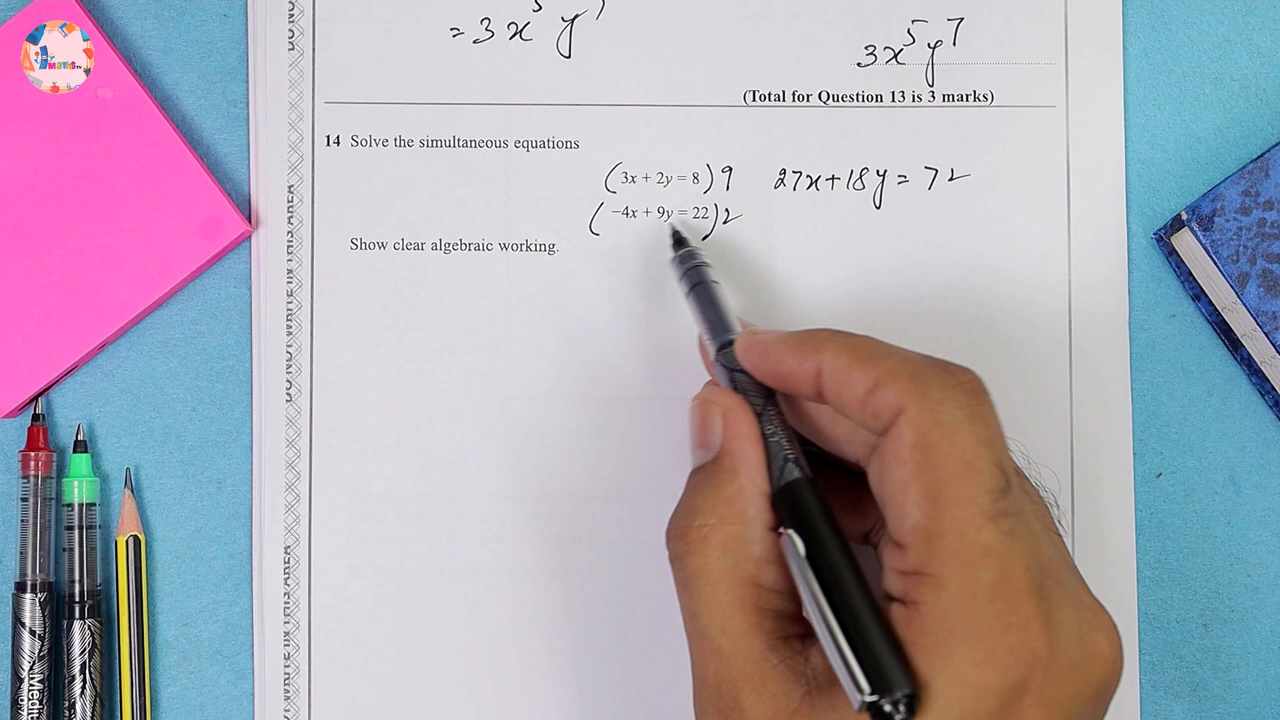 = 3x⁵y⁷
3x⁵y⁷
(Total for Question 13 is 3 marks)
14 Solve the simultaneous equations
(3x + 2y = 8)9 27x+18y = 72
(−4x + 9y = 22)2
Show clear algebraic working.
MATHSTV